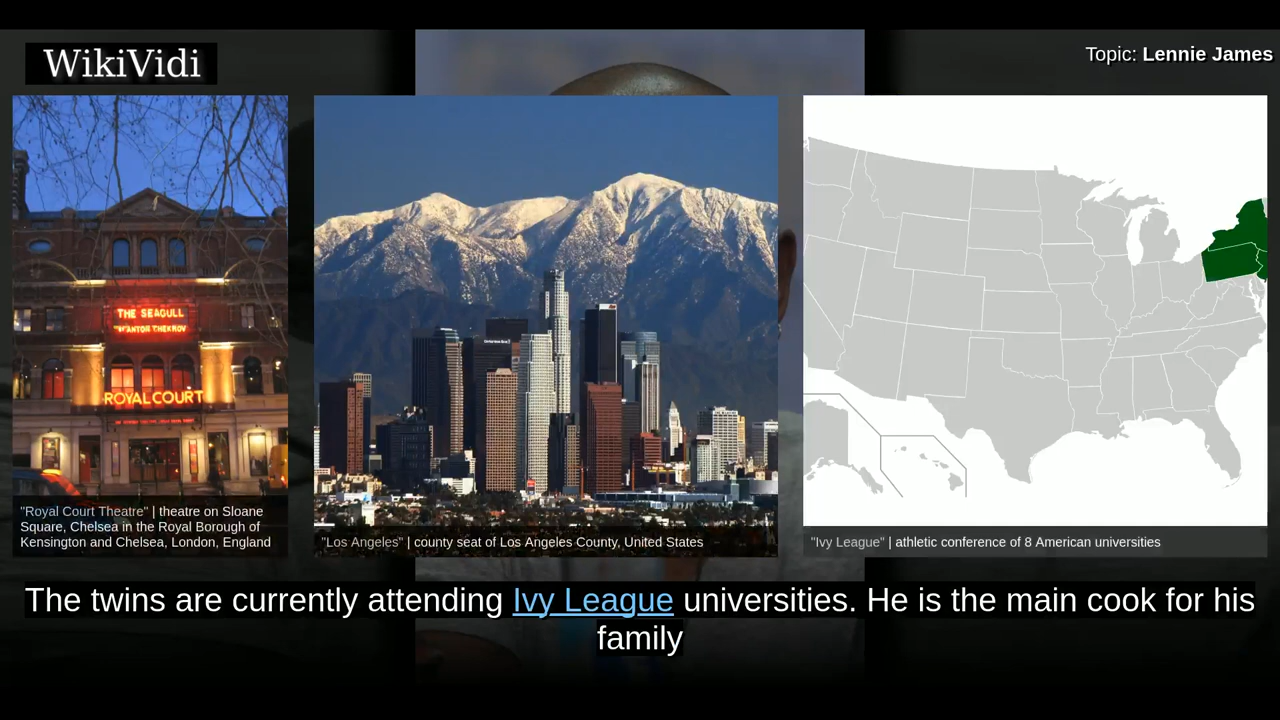 WikiVidi
Topic: Lennie James
THE SEAGULL
ROYAL COURT
"Royal Court Theatre" | theatre on Sloane
Square, Chelsea in the Royal Borough of
Kensington and Chelsea, London, England
"Los Angeles" | county seat of Los Angeles County, United States
"Ivy League" | athletic conference of 8 American universities
The twins are currently attending Ivy League universities. He is the main cook for his
family